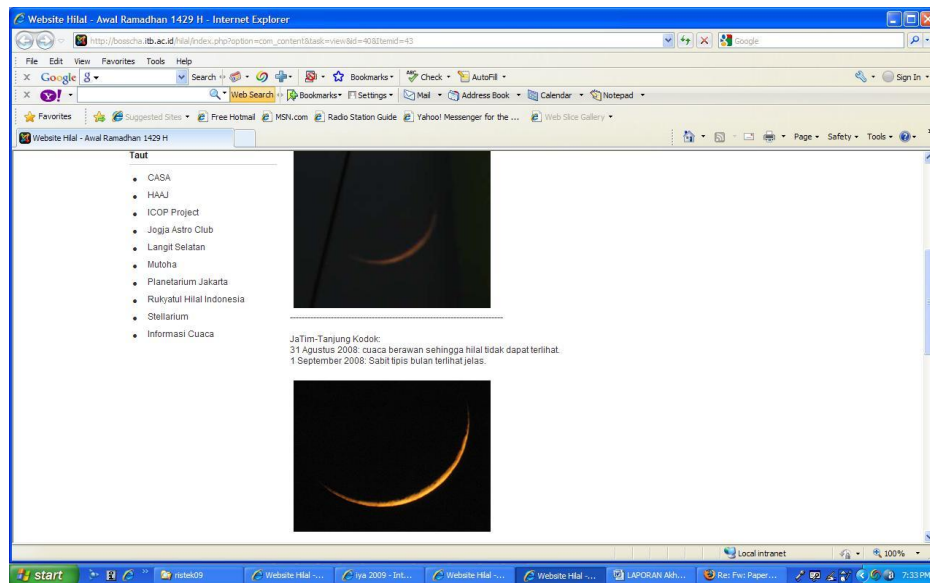 Website Hilal - Awal Ramadhan 1429 H - Internet Explorer
http://bosscha.itb.ac.id/hilal/index.php?option=com_content&task=view&id=40&Itemid=43
Google
File Edit View Favorites Tools Help
x Google Search Bookmarks Check AutoFill Sign In
x Y! Web Search Bookmarks Settings Mail Address Book Calendar Notepad
Favorites Suggested Sites Free Hotmail MSN.com Radio Station Guide Yahoo! Messenger for the ... Web Slice Gallery
Website Hilal - Awal Ramadhan 1429 H
Page Safety Tools
Taut
CASA
HAAJ
ICOP Project
Jogja Astro Club
Langit Selatan
Mutoha
Planetarium Jakarta
Rukyatul Hilal Indonesia
Stellarium
Informasi Cuaca
JaTim-Tanjung Kodok:
31 Agustus 2008: cuaca berawan sehingga hilal tidak dapat terlihat.
1 September 2008: Sabit tipis bulan terlihat jelas.
Local intranet 100%
start ristek09 Website Hilal -... iya 2009 - Int... Website Hilal -... Website Hilal -... LAPORAN Akh... Re: Fw: Paper... 7:33 PM